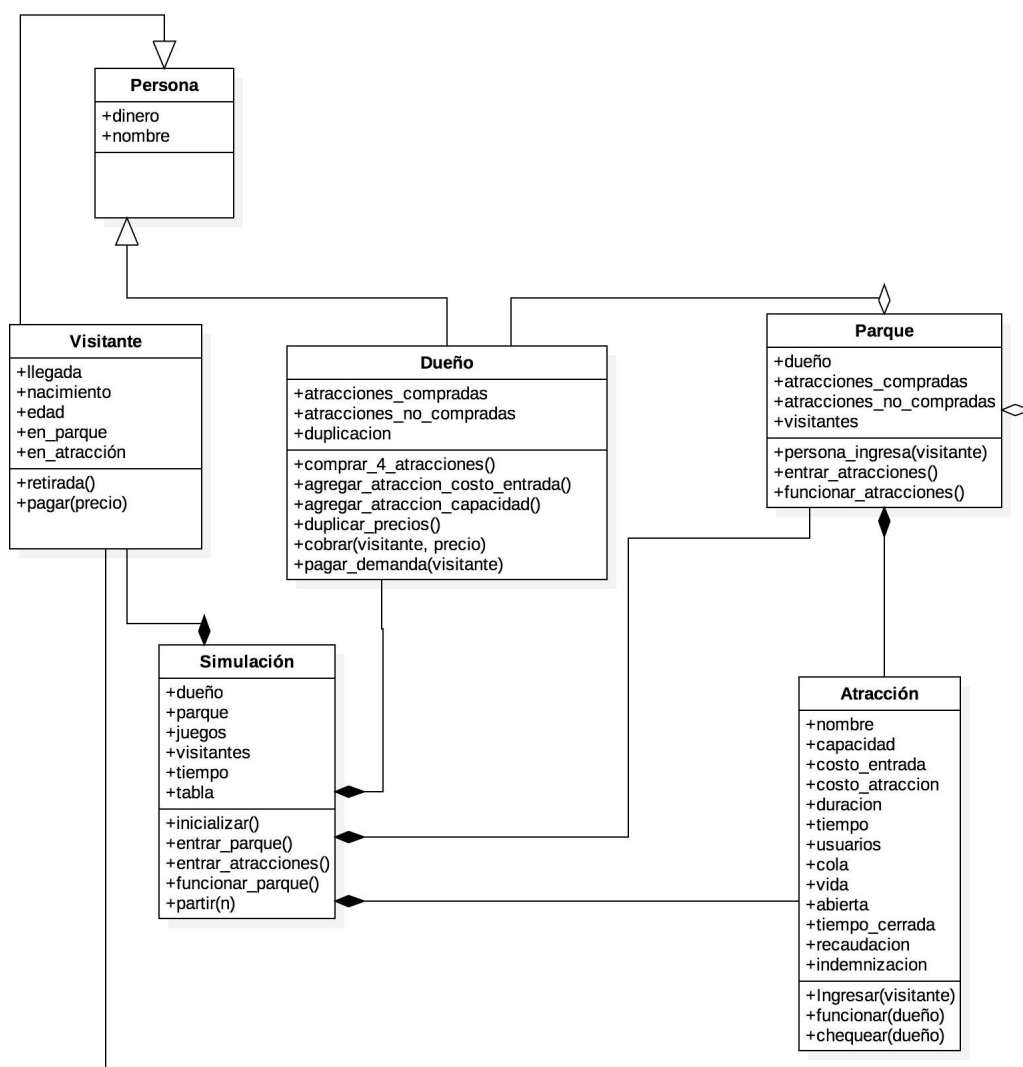 Persona
+dinero
+nombre
Visitante
+llegada
+nacimiento
+edad
+en_parque
+en_atracción
+retirada()
+pagar(precio)
Dueño
+atracciones_compradas
+atracciones_no_compradas
+duplicacion
+comprar_4_atracciones()
+agregar_atraccion_costo_entrada()
+agregar_atraccion_capacidad()
+duplicar_precios()
+cobrar(visitante, precio)
+pagar_demanda(visitante)
Parque
+dueño
+atracciones_compradas
+atracciones_no_compradas
+visitantes
+persona_ingresa(visitante)
+entrar_atracciones()
+funcionar_atracciones()
Simulación
+dueño
+parque
+juegos
+visitantes
+tiempo
+tabla
+inicializar()
+entrar_parque()
+entrar_atracciones()
+funcionar_parque()
+partir(n)
Atracción
+nombre
+capacidad
+costo_entrada
+costo_atraccion
+duracion
+tiempo
+usuarios
+cola
+vida
+abierta
+tiempo_cerrada
+recaudacion
+indemnizacion
+Ingresar(visitante)
+funcionar(dueño)
+chequear(dueño)